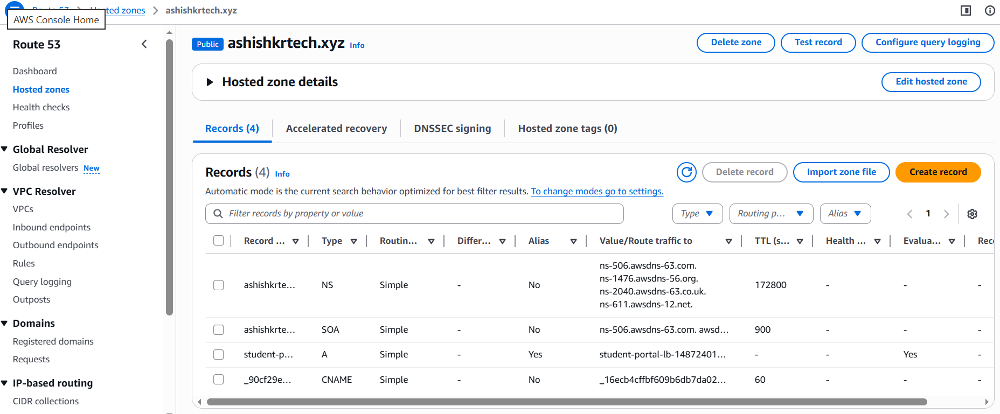 Hosted zones
ashishkrtech.xyz
AWS Console Home
Route 53
Dashboard
Hosted zones
Health checks
Profiles
Global Resolver
Global resolvers New
VPC Resolver
VPCs
Inbound endpoints
Outbound endpoints
Rules
Query logging
Outposts
Domains
Registered domains
Requests
IP-based routing
CIDR collections
Public ashishkrtech.xyz Info
Delete zone
Test record
Configure query logging
Hosted zone details
Edit hosted zone
Records (4)
Accelerated recovery
DNSSEC signing
Hosted zone tags (0)
Records (4) Info
Delete record
Import zone file
Create record
Automatic mode is the current search behavior optimized for best filter results. To change modes go to settings.
Filter records by property or value
Type
Routing p...
Alias
1
Record ... Type Routin... Differ... Alias Value/Route traffic to TTL (s... Health ... Evalua... Rec
ns-506.awsdns-63.com.
ns-1476.awsdns-56.org.
ashishkrte... NS Simple - No 172800 - - -
ns-2040.awsdns-63.co.uk.
ns-611.awsdns-12.net.
ashishkrte... SOA Simple - No ns-506.awsdns-63.com. awsd... 900 - - -
student-p... A Simple - Yes student-portal-lb-14872401... - - Yes -
_90cf29e... CNAME Simple - No _16ecb4cffbf609b6db7da02... 60 - - -